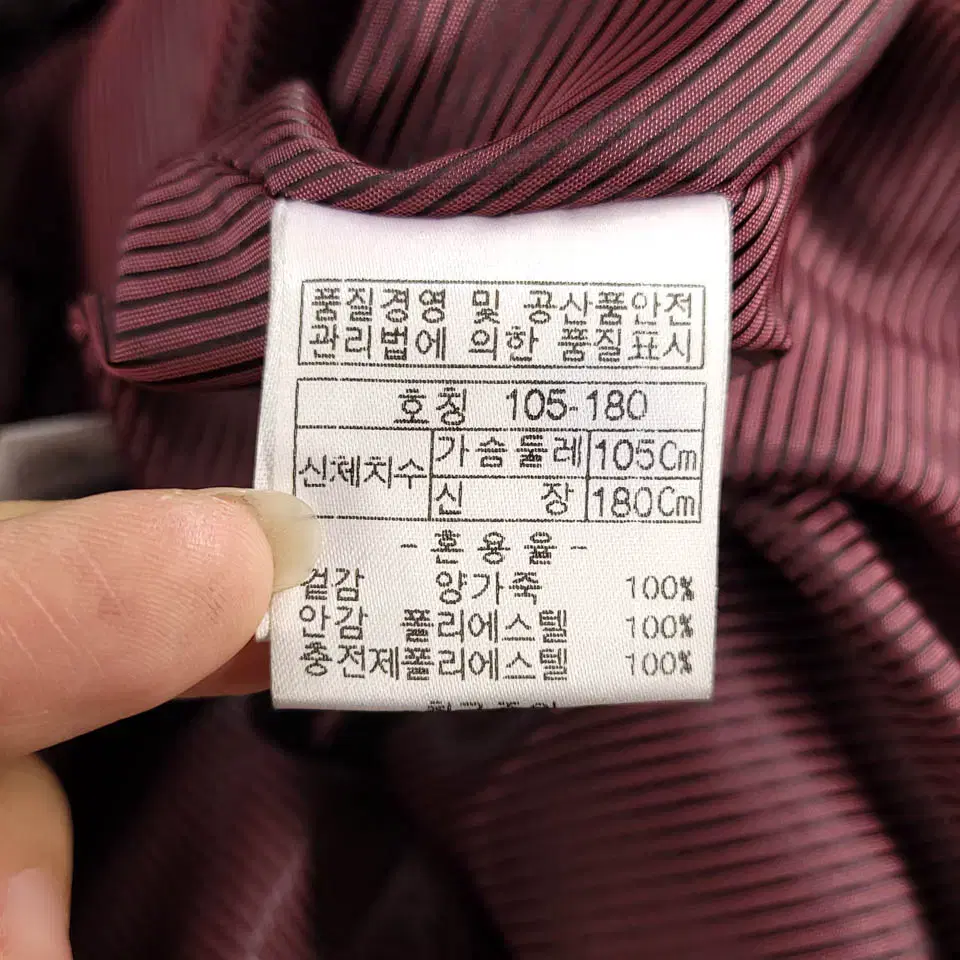 품질경영 및 공산품안전
관리법에 의한 품질표시
호칭 105-180
신체치수 가슴둘레 105Cm
신 장 180Cm
-혼용율-
겉감 양가죽 100%
안감 폴리에스텔 100%
충전제폴리에스텔 100%